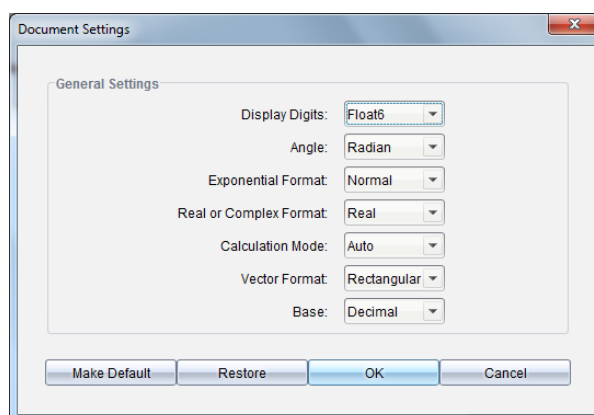 Document Settings
General Settings
Display Digits: Float6
Angle: Radian
Exponential Format: Normal
Real or Complex Format: Real
Calculation Mode: Auto
Vector Format: Rectangular
Base: Decimal
Make Default Restore OK Cancel